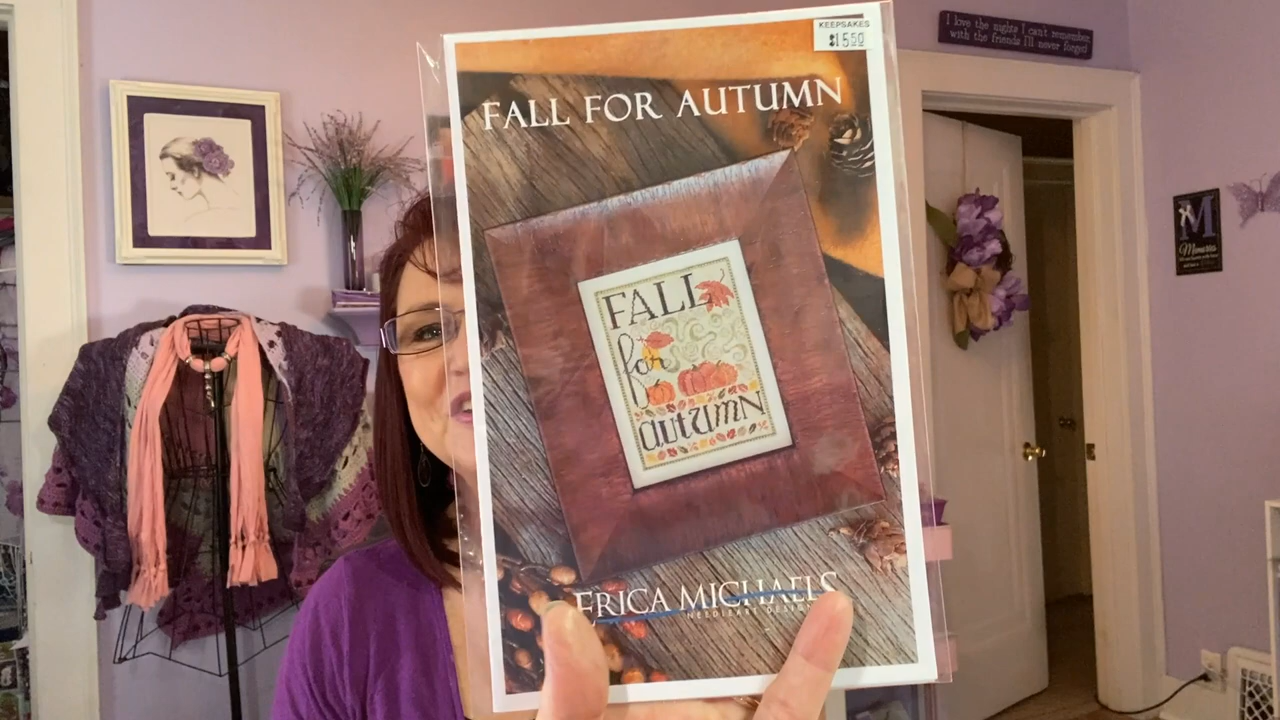 KEEPSAKES
$15.50
FALL FOR AUTUMN
FALL
for
autumn
ERICA MICHAELS
NEEDLEART DESIGNS
I love the nights I can't remember,
with the friends I'll never forget!
M
Memories